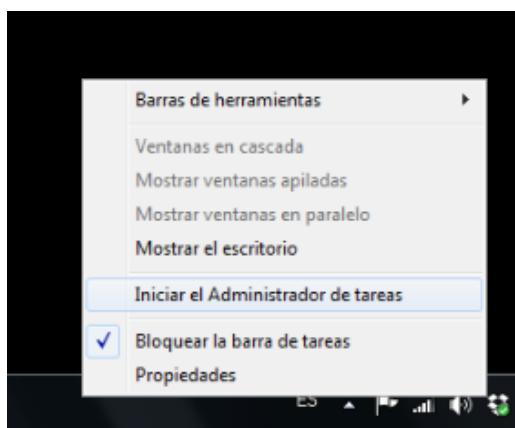 Barras de herramientas
Ventanas en cascada
Mostrar ventanas apiladas
Mostrar ventanas en paralelo
Mostrar el escritorio
Iniciar el Administrador de tareas
Bloquear la barra de tareas
Propiedades
ES